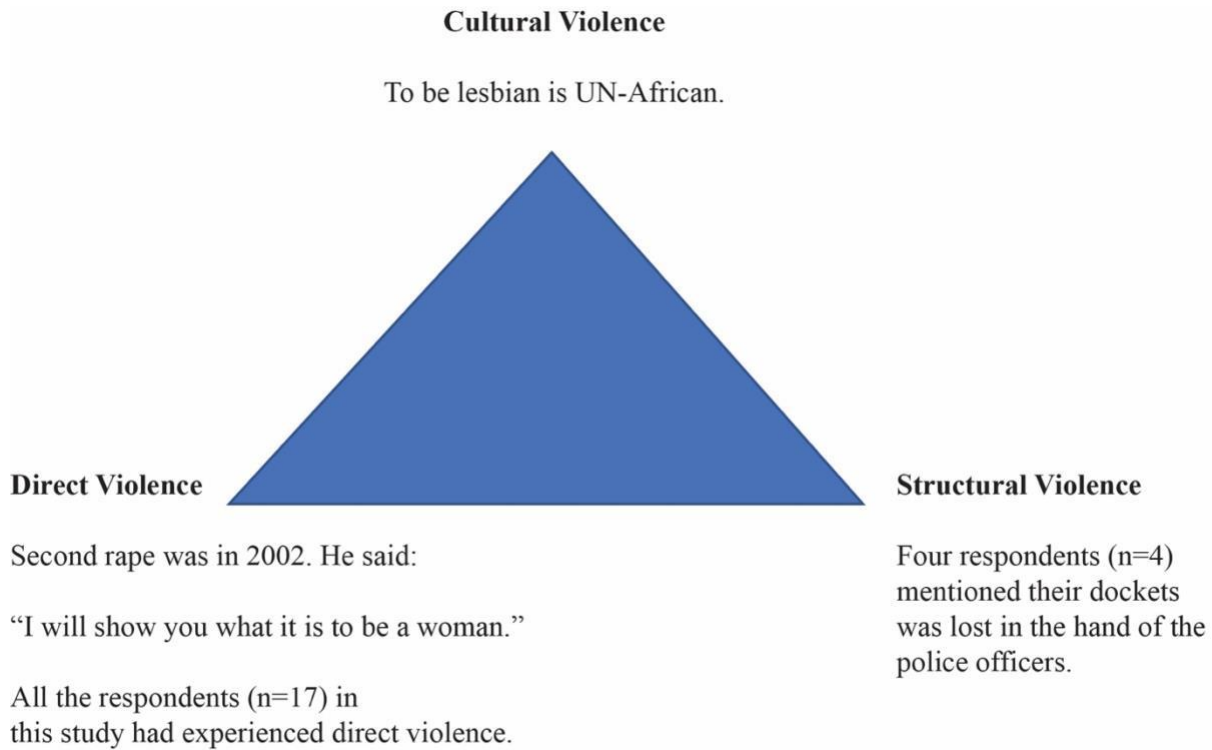 Cultural Violence
To be lesbian is UN-African.
Direct Violence
Second rape was in 2002. He said:
“I will show you what it is to be a woman.”
All the respondents (n=17) in
this study had experienced direct violence.
Structural Violence
Four respondents (n=4)
mentioned their dockets
was lost in the hand of the
police officers.